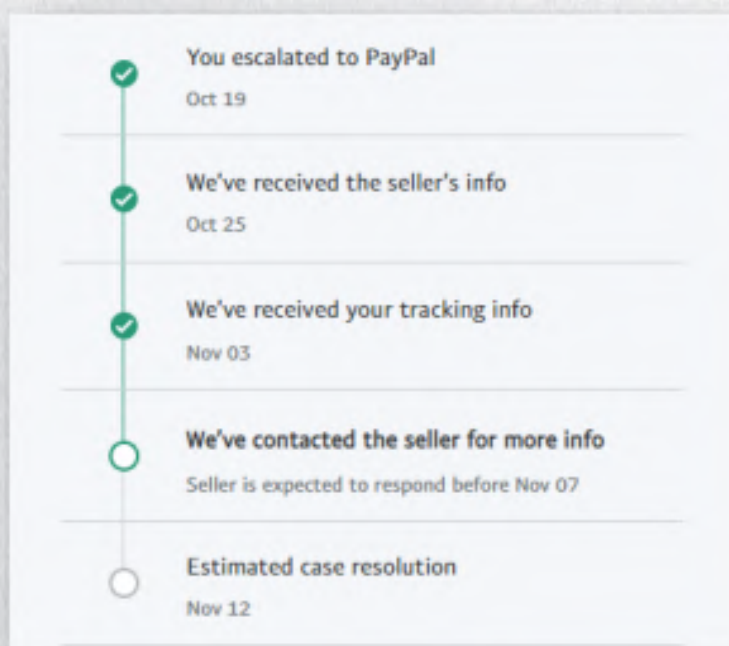 You escalated to PayPal
Oct 19
We've received the seller's info
Oct 25
We've received your tracking info
Nov 03
We've contacted the seller for more info
Seller is expected to respond before Nov 07
Estimated case resolution
Nov 12